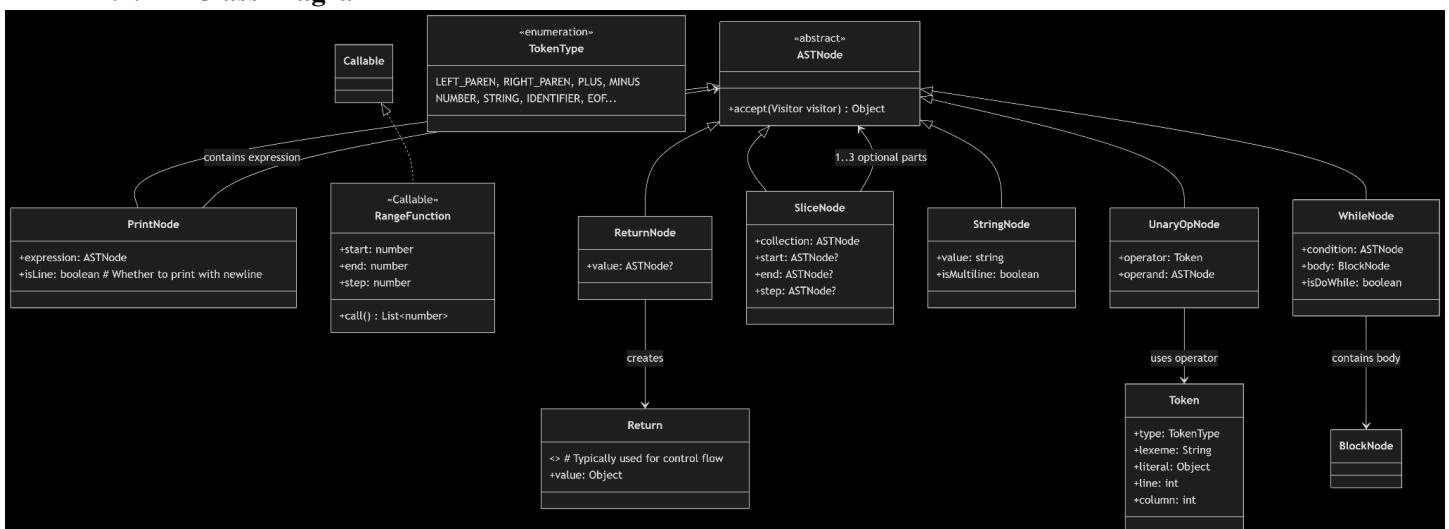 «enumeration»
TokenType
LEFT_PAREN, RIGHT_PAREN, PLUS, MINUS
NUMBER, STRING, IDENTIFIER, EOF...
«abstract»
ASTNode
+accept(Visitor visitor) : Object
Callable
contains expression
1..3 optional parts
PrintNode
+expression: ASTNode
+isLine: boolean # Whether to print with newline
«Callable»
RangeFunction
+start: number
+end: number
+step: number
+call() : List<number>
ReturnNode
+value: ASTNode?
SliceNode
+collection: ASTNode
+start: ASTNode?
+end: ASTNode?
+step: ASTNode?
StringNode
+value: string
+isMultiline: boolean
UnaryOpNode
+operator: Token
+operand: ASTNode
WhileNode
+condition: ASTNode
+body: BlockNode
+isDoWhile: boolean
creates
uses operator
contains body
Return
<> # Typically used for control flow
+value: Object
Token
+type: TokenType
+lexeme: String
+literal: Object
+line: int
+column: int
BlockNode